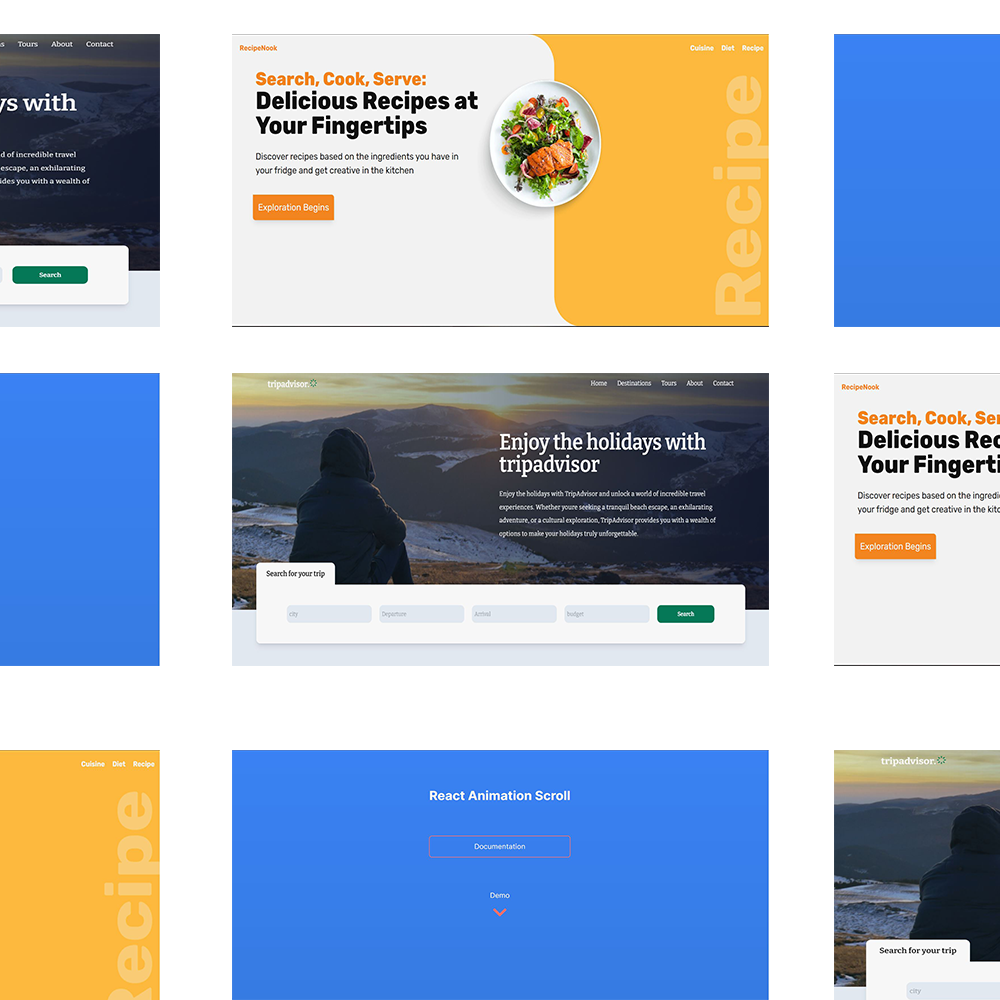 Tours About Contact
ys with
d of incredible travel
escape, an exhilarating
ides you with a wealth of
Search
RecipeNook
Cuisine Diet Recipe
Search, Cook, Serve:
Delicious Recipes at
Your Fingertips
Discover recipes based on the ingredients you have in
your fridge and get creative in the kitchen
Exploration Begins
Recipe
tripadvisor.
Home Destinations Tours About Contact
Enjoy the holidays with
tripadvisor
Enjoy the holidays with TripAdvisor and unlock a world of incredible travel
experiences. Whether youre seeking a tranquil beach escape, an exhilarating
adventure, or a cultural exploration, TripAdvisor provides you with a wealth of
options to make your holidays truly unforgettable.
Search for your trip
city
Departure
Arrival
budget
Search
RecipeNook
Search, Cook, Ser
Delicious Rec
Your Fingerti
Discover recipes based on the ingredie
your fridge and get creative in the kitc
Exploration Begins
Cuisine Diet Recipe
Recipe
React Animation Scroll
Documentation
Demo
tripadvisor.
Search for your trip
city